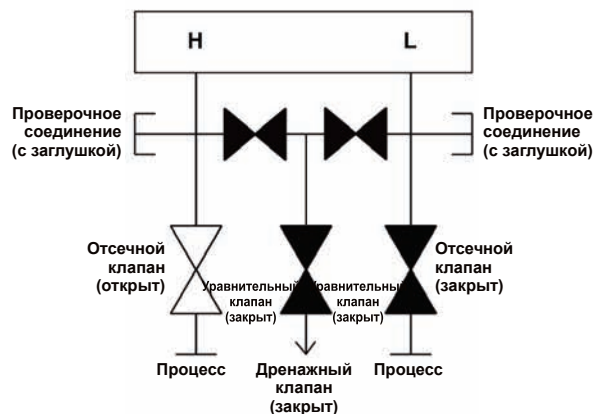 H
L
Проверочное
соединение
(с заглушкой)
Проверочное
соединение
(с заглушкой)
Отсечной
клапан
(открыт)
Уравнительный
клапан
(закрыт)
Уравнительный
клапан
(закрыт)
Отсечной
клапан
(закрыт)
Процесс
Дренажный
клапан
(закрыт)
Процесс